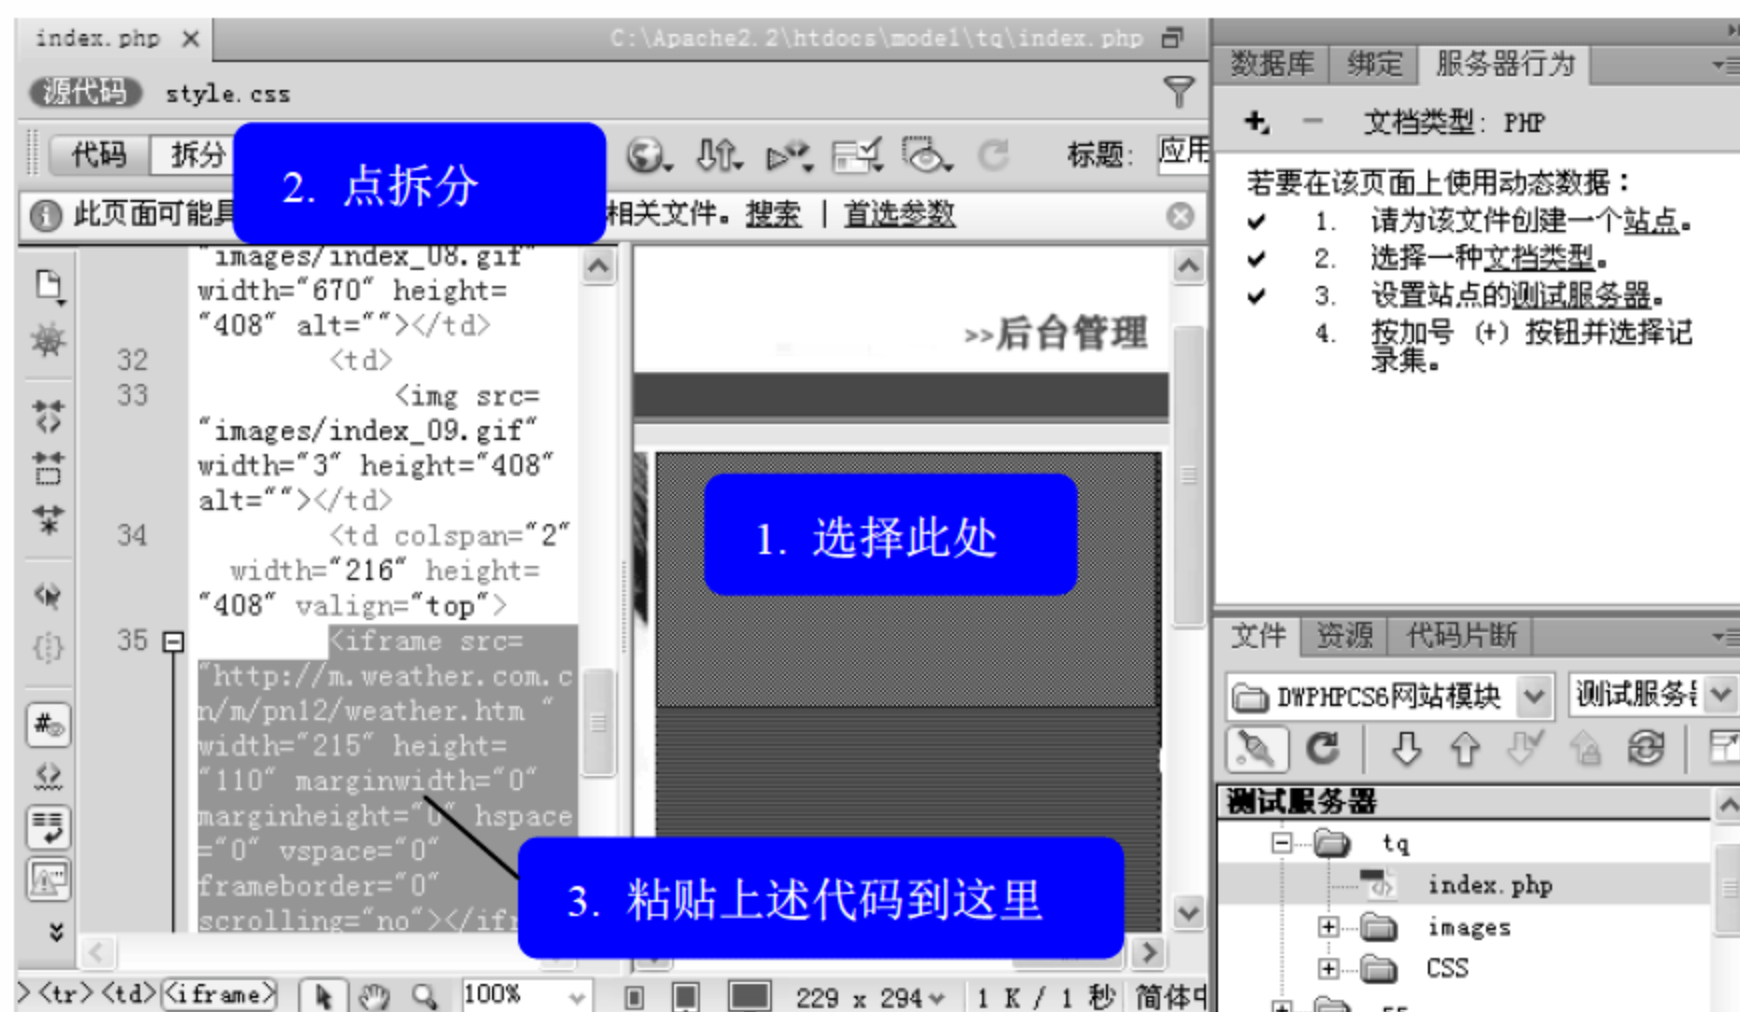 index.php
C:\Apache2.2\htdocs\model\tq\index.php
源代码 style.css
代码 拆分
标题: 应用
2. 点拆分
此页面可能具
相关文件。搜索 | 首选参数
"images/index_08.gif"
width="670" height=
"408" alt=""></td>
32 <td>
33 <img src=
"images/index_09.gif"
width="3" height="408"
alt=""></td>
34 <td colspan="2"
width="216" height=
"408" valign="top">
35 <iframe src=
"http://m.weather.com.c
n/m/pn12/weather.htm "
width="215" height=
"110" marginwidth="0"
marginheight="0" hspace
="0" vspace="0"
frameborder="0"
scrolling="no"></ifr
>>后台管理
1. 选择此处
3. 粘贴上述代码到这里
<tr> <td> <iframe>
100%
229 x 294
1 K / 1 秒 简体中
数据库 绑定 服务器行为
文档类型: PHP
若要在该页面上使用动态数据：
1. 请为该文件创建一个站点。
2. 选择一种文档类型。
3. 设置站点的测试服务器。
4. 按加号 (+) 按钮并选择记
录集。
文件 资源 代码片断
DWPHPCS6网站模块
测试服务
测试服务器
tq
index.php
images
CSS